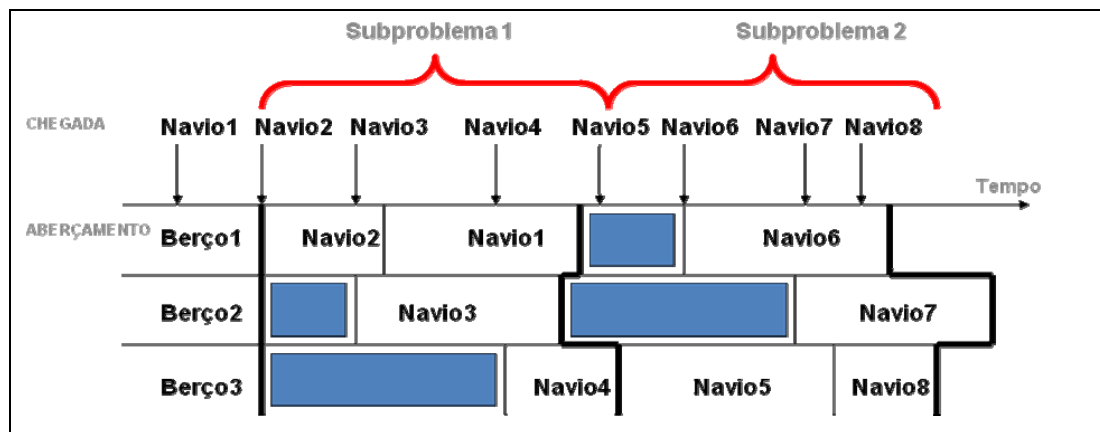 Subproblema 1 Subproblema 2
CHEGADA Navio1 Navio2 Navio3 Navio4 Navio5 Navio6 Navio7 Navio8
Tempo
ABERÇAMENTO Berço1 Navio2 Navio1 Navio6
Berço2 Navio3 Navio7
Berço3 Navio4 Navio5 Navio8